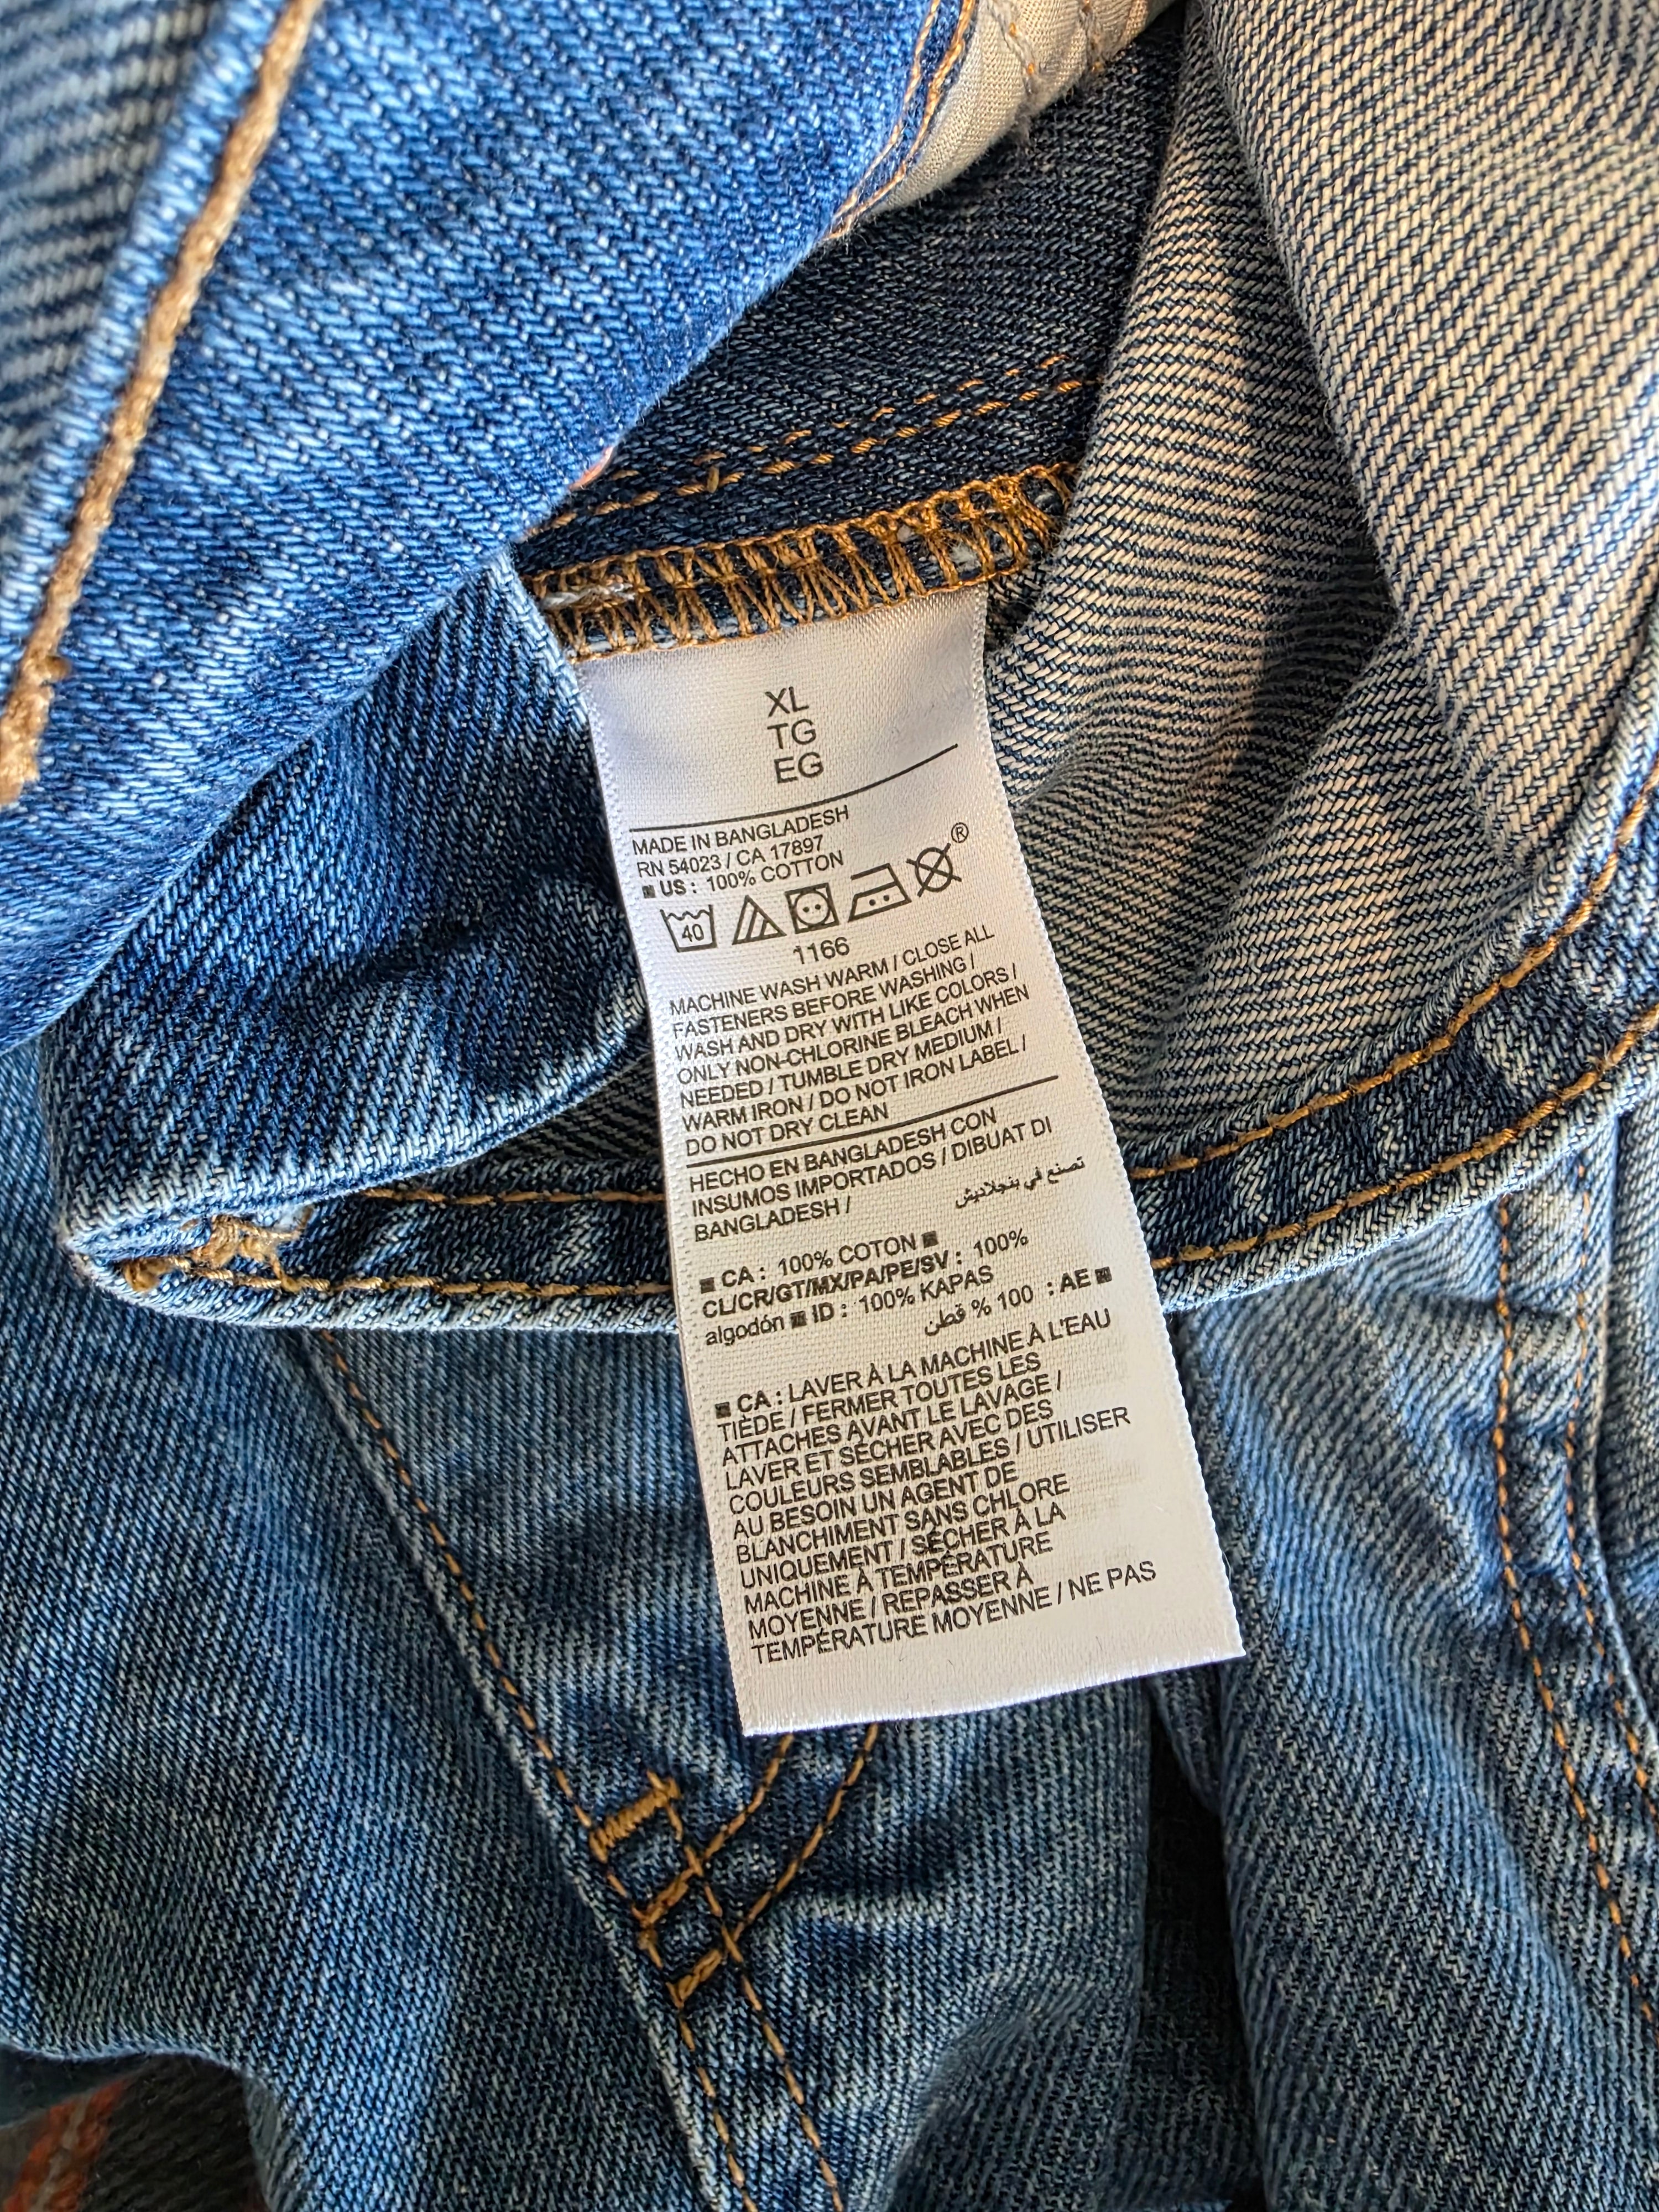 XL
TG
EG
MADE IN BANGLADESH
RN 54023 / CA 17897
■ US : 100% COTTON
40
®
1166
MACHINE WASH WARM / CLOSE ALL
FASTENERS BEFORE WASHING /
WASH AND DRY WITH LIKE COLORS /
ONLY NON-CHLORINE BLEACH WHEN
NEEDED / TUMBLE DRY MEDIUM /
WARM IRON / DO NOT IRON LABEL /
DO NOT DRY CLEAN
HECHO EN BANGLADESH CON
INSUMOS IMPORTADOS / DIBUAT DI
BANGLADESH /
تصنع في بنجلاديش
■ CA : 100% COTON ■
CL/CR/GT/MX/PA/PE/SV : 100%
algodón ■ ID : 100% KAPAS
■ AE : 100 % قطن
■ CA : LAVER À LA MACHINE À L'EAU
TIÈDE / FERMER TOUTES LES
ATTACHES AVANT LE LAVAGE /
LAVER ET SÉCHER AVEC DES
COULEURS SEMBLABLES / UTILISER
AU BESOIN UN AGENT DE
BLANCHIMENT SANS CHLORE
UNIQUEMENT / SÉCHER À LA
MACHINE À TEMPÉRATURE
MOYENNE / REPASSER À
TEMPÉRATURE MOYENNE / NE PAS